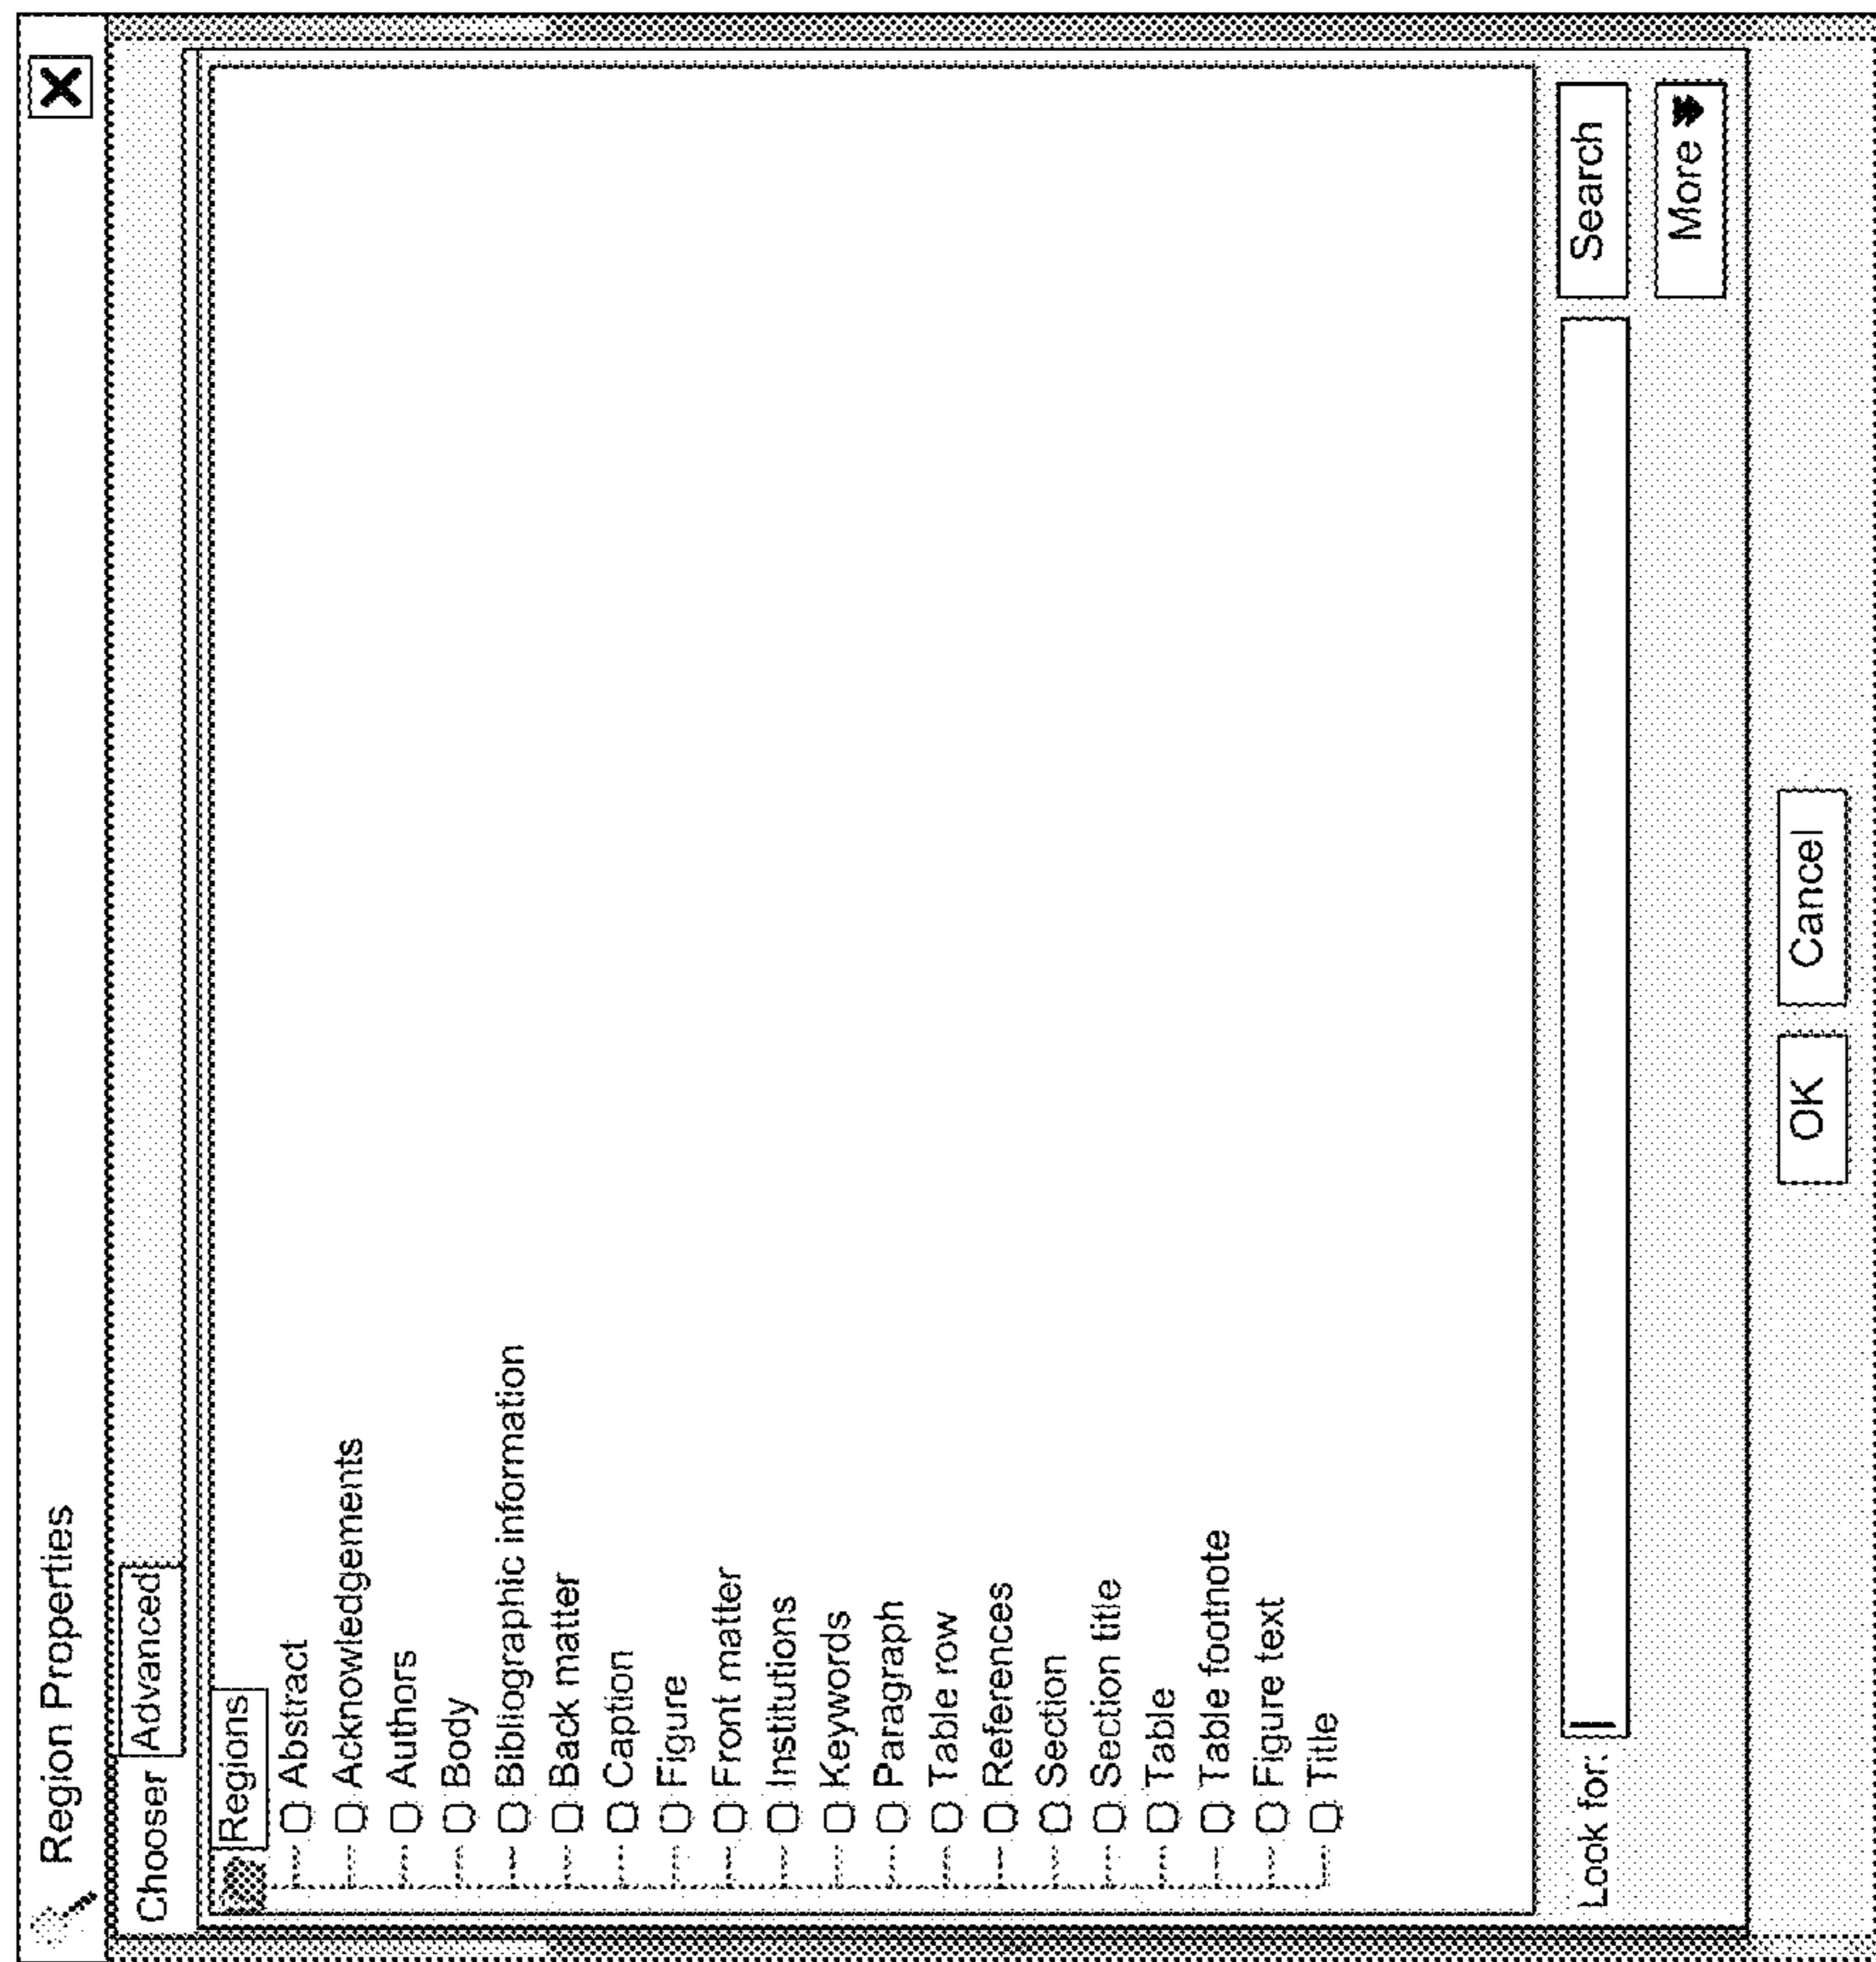 Region Properties
Chooser Advanced
Regions
Abstract
Acknowledgements
Authors
Body
Bibliographic information
Back matter
Caption
Figure
Front matter
Institutions
Keywords
Paragraph
Table row
References
Section
Section title
Table
Table footnote
Figure text
Title
Look for: Search
More
OK Cancel